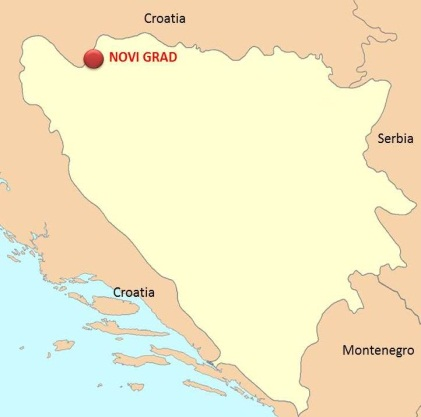 Croatia
NOVI GRAD
Serbia
Croatia
Montenegro